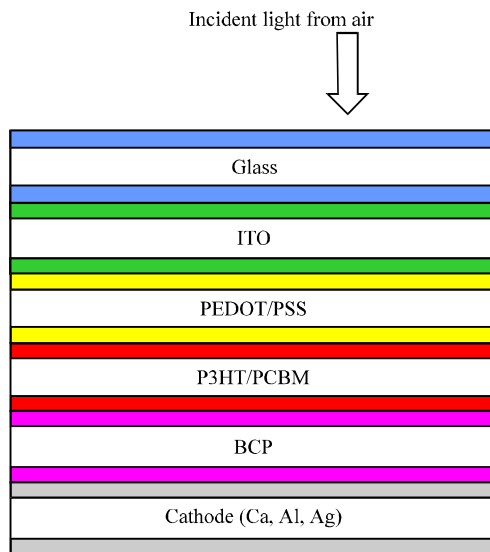 Incident light from air
Glass
ITO
PEDOT/PSS
P3HT/PCBM
BCP
Cathode (Ca, Al, Ag)